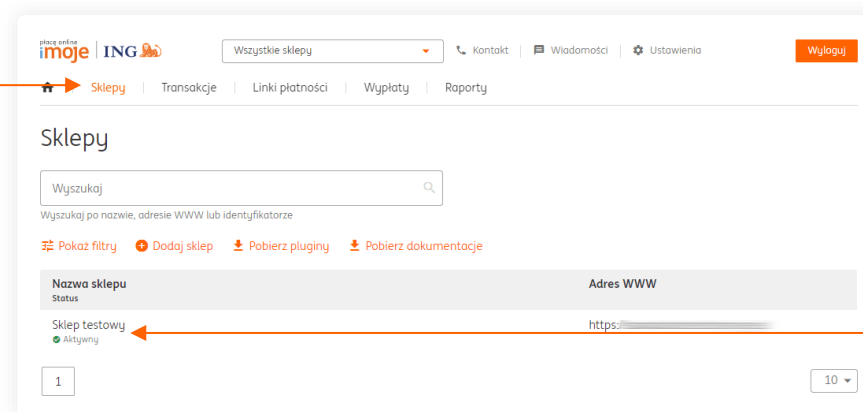 płacę online
imoje | ING
Wszystkie sklepy
Kontakt
Wiadomości
Ustawienia
Wyloguj
Sklepy
Transakcje
Linki płatności
Wypłaty
Raporty
Sklepy
Wyszukaj
Wyszukaj po nazwie, adresie WWW lub identyfikatorze
Pokaż filtry
Dodaj sklep
Pobierz pluginy
Pobierz dokumentacje
Nazwa sklepu
Adres WWW
Status
Sklep testowy
https:
Aktywny
1
10